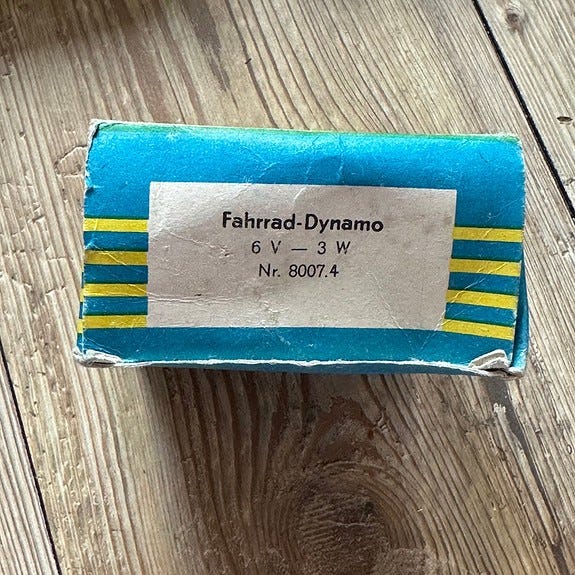 Fahrrad-Dynamo
6 V — 3 W
Nr. 8007.4